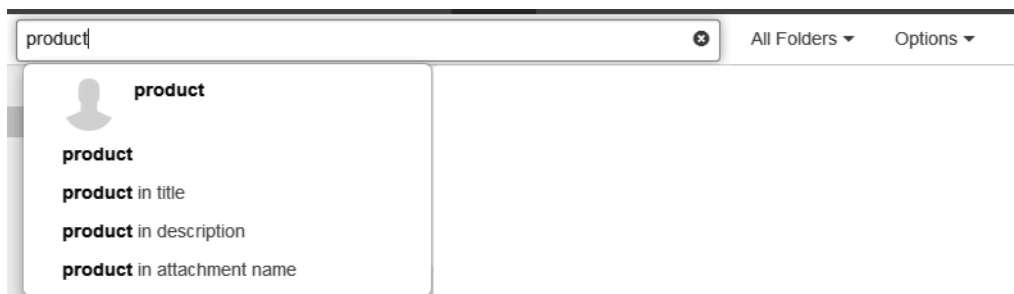 product All Folders Options
product
product
product in title
product in description
product in attachment name